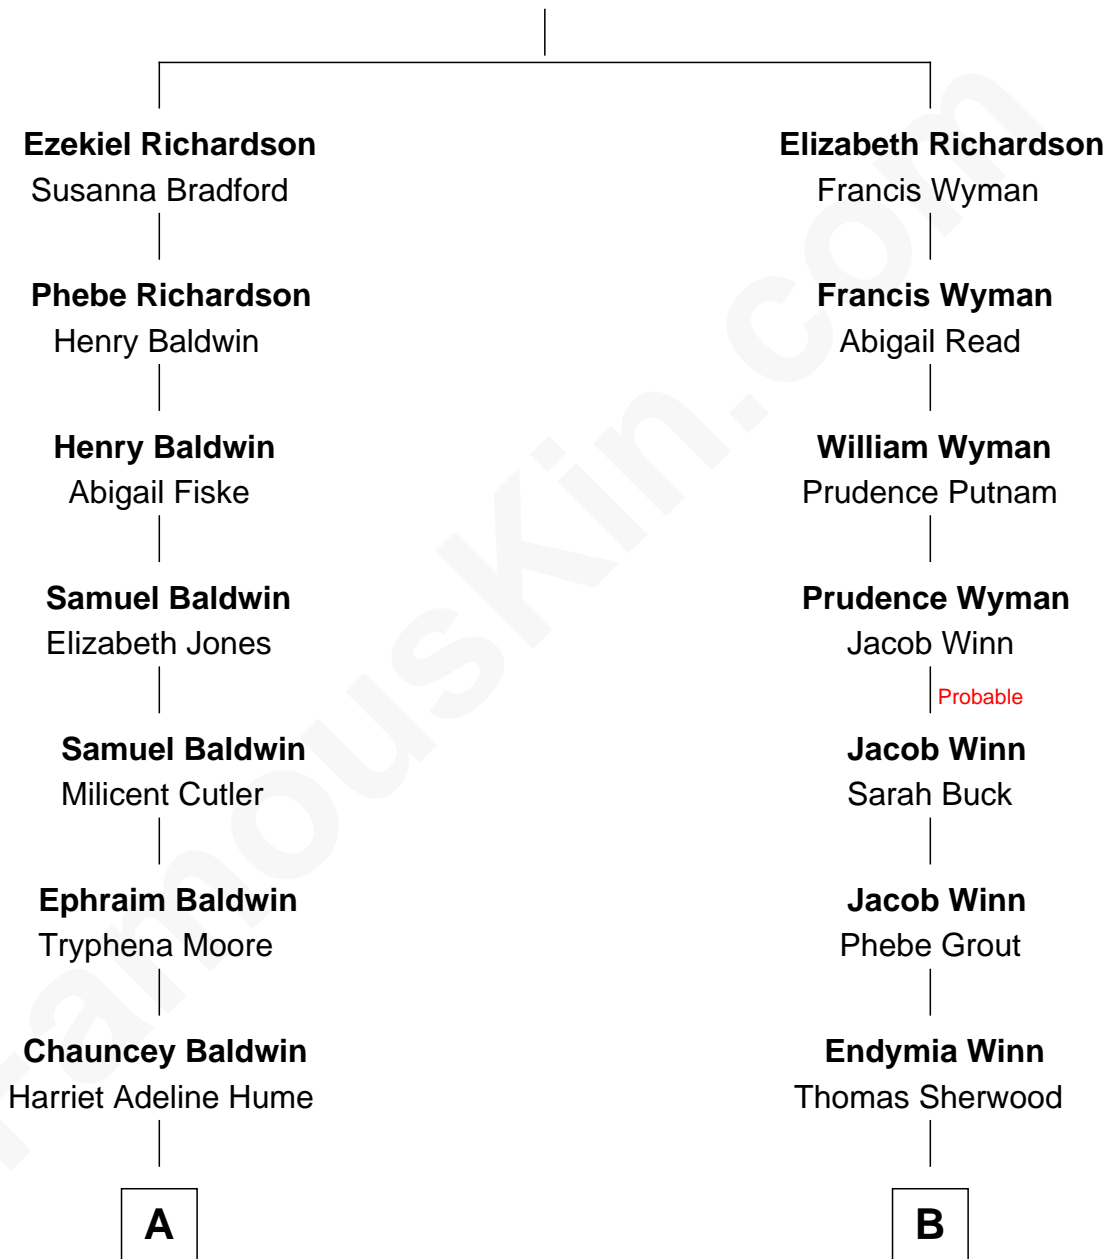 Ezekiel Richardson
Susanna Bradford
Phebe Richardson
Henry Baldwin
Henry Baldwin
Abigail Fiske
Samuel Baldwin
Elizabeth Jones
Samuel Baldwin
Milicent Cutler
Ephraim Baldwin
Tryphena Moore
Chauncey Baldwin
Harriet Adeline Hume
A
Elizabeth Richardson
Francis Wyman
Francis Wyman
Abigail Read
William Wyman
Prudence Putnam
Prudence Wyman
Jacob Winn
Probable
Jacob Winn
Sarah Buck
Jacob Winn
Phebe Grout
Endymia Winn
Thomas Sherwood
B
FamousKin.com